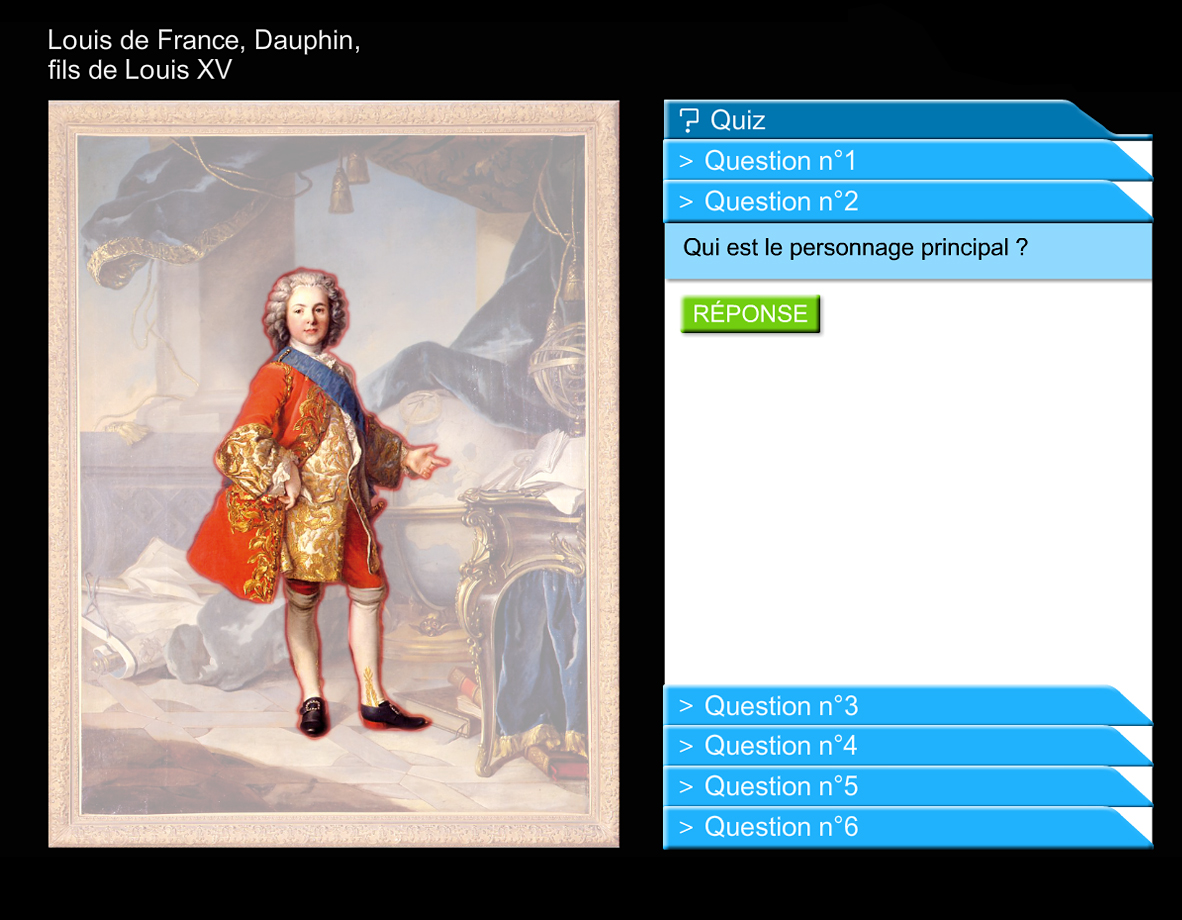 Louis de France, Dauphin,
fils de Louis XV
? Quiz
> Question n°1
> Question n°2
Qui est le personnage principal ?
RÉPONSE
> Question n°3
> Question n°4
> Question n°5
> Question n°6